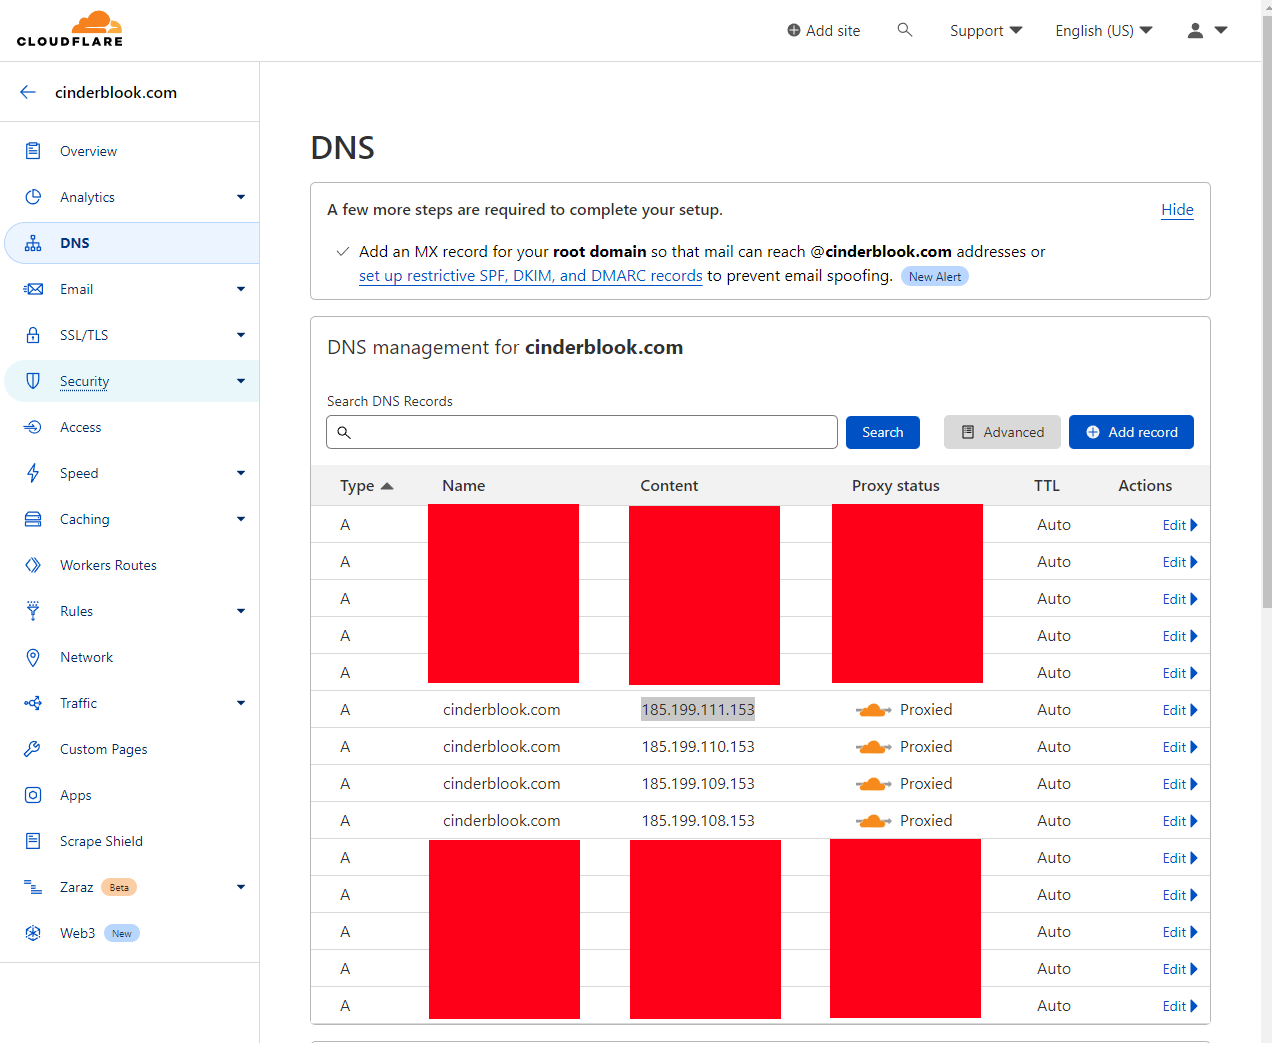 CLOUDFLARE
Add site
Support
English (US)
cinderblook.com
Overview
Analytics
DNS
Email
SSL/TLS
Security
Access
Speed
Caching
Workers Routes
Rules
Network
Traffic
Custom Pages
Apps
Scrape Shield
Zaraz Beta
Web3 New
DNS
A few more steps are required to complete your setup. Hide
Add an MX record for your root domain so that mail can reach @cinderblook.com addresses or
set up restrictive SPF, DKIM, and DMARC records to prevent email spoofing. New Alert
DNS management for cinderblook.com
Search DNS Records
Search Advanced Add record
Type Name Content Proxy status TTL Actions
A Auto Edit
A Auto Edit
A Auto Edit
A Auto Edit
A Auto Edit
A cinderblook.com 185.199.111.153 Proxied Auto Edit
A cinderblook.com 185.199.110.153 Proxied Auto Edit
A cinderblook.com 185.199.109.153 Proxied Auto Edit
A cinderblook.com 185.199.108.153 Proxied Auto Edit
A Auto Edit
A Auto Edit
A Auto Edit
A Auto Edit
A Auto Edit